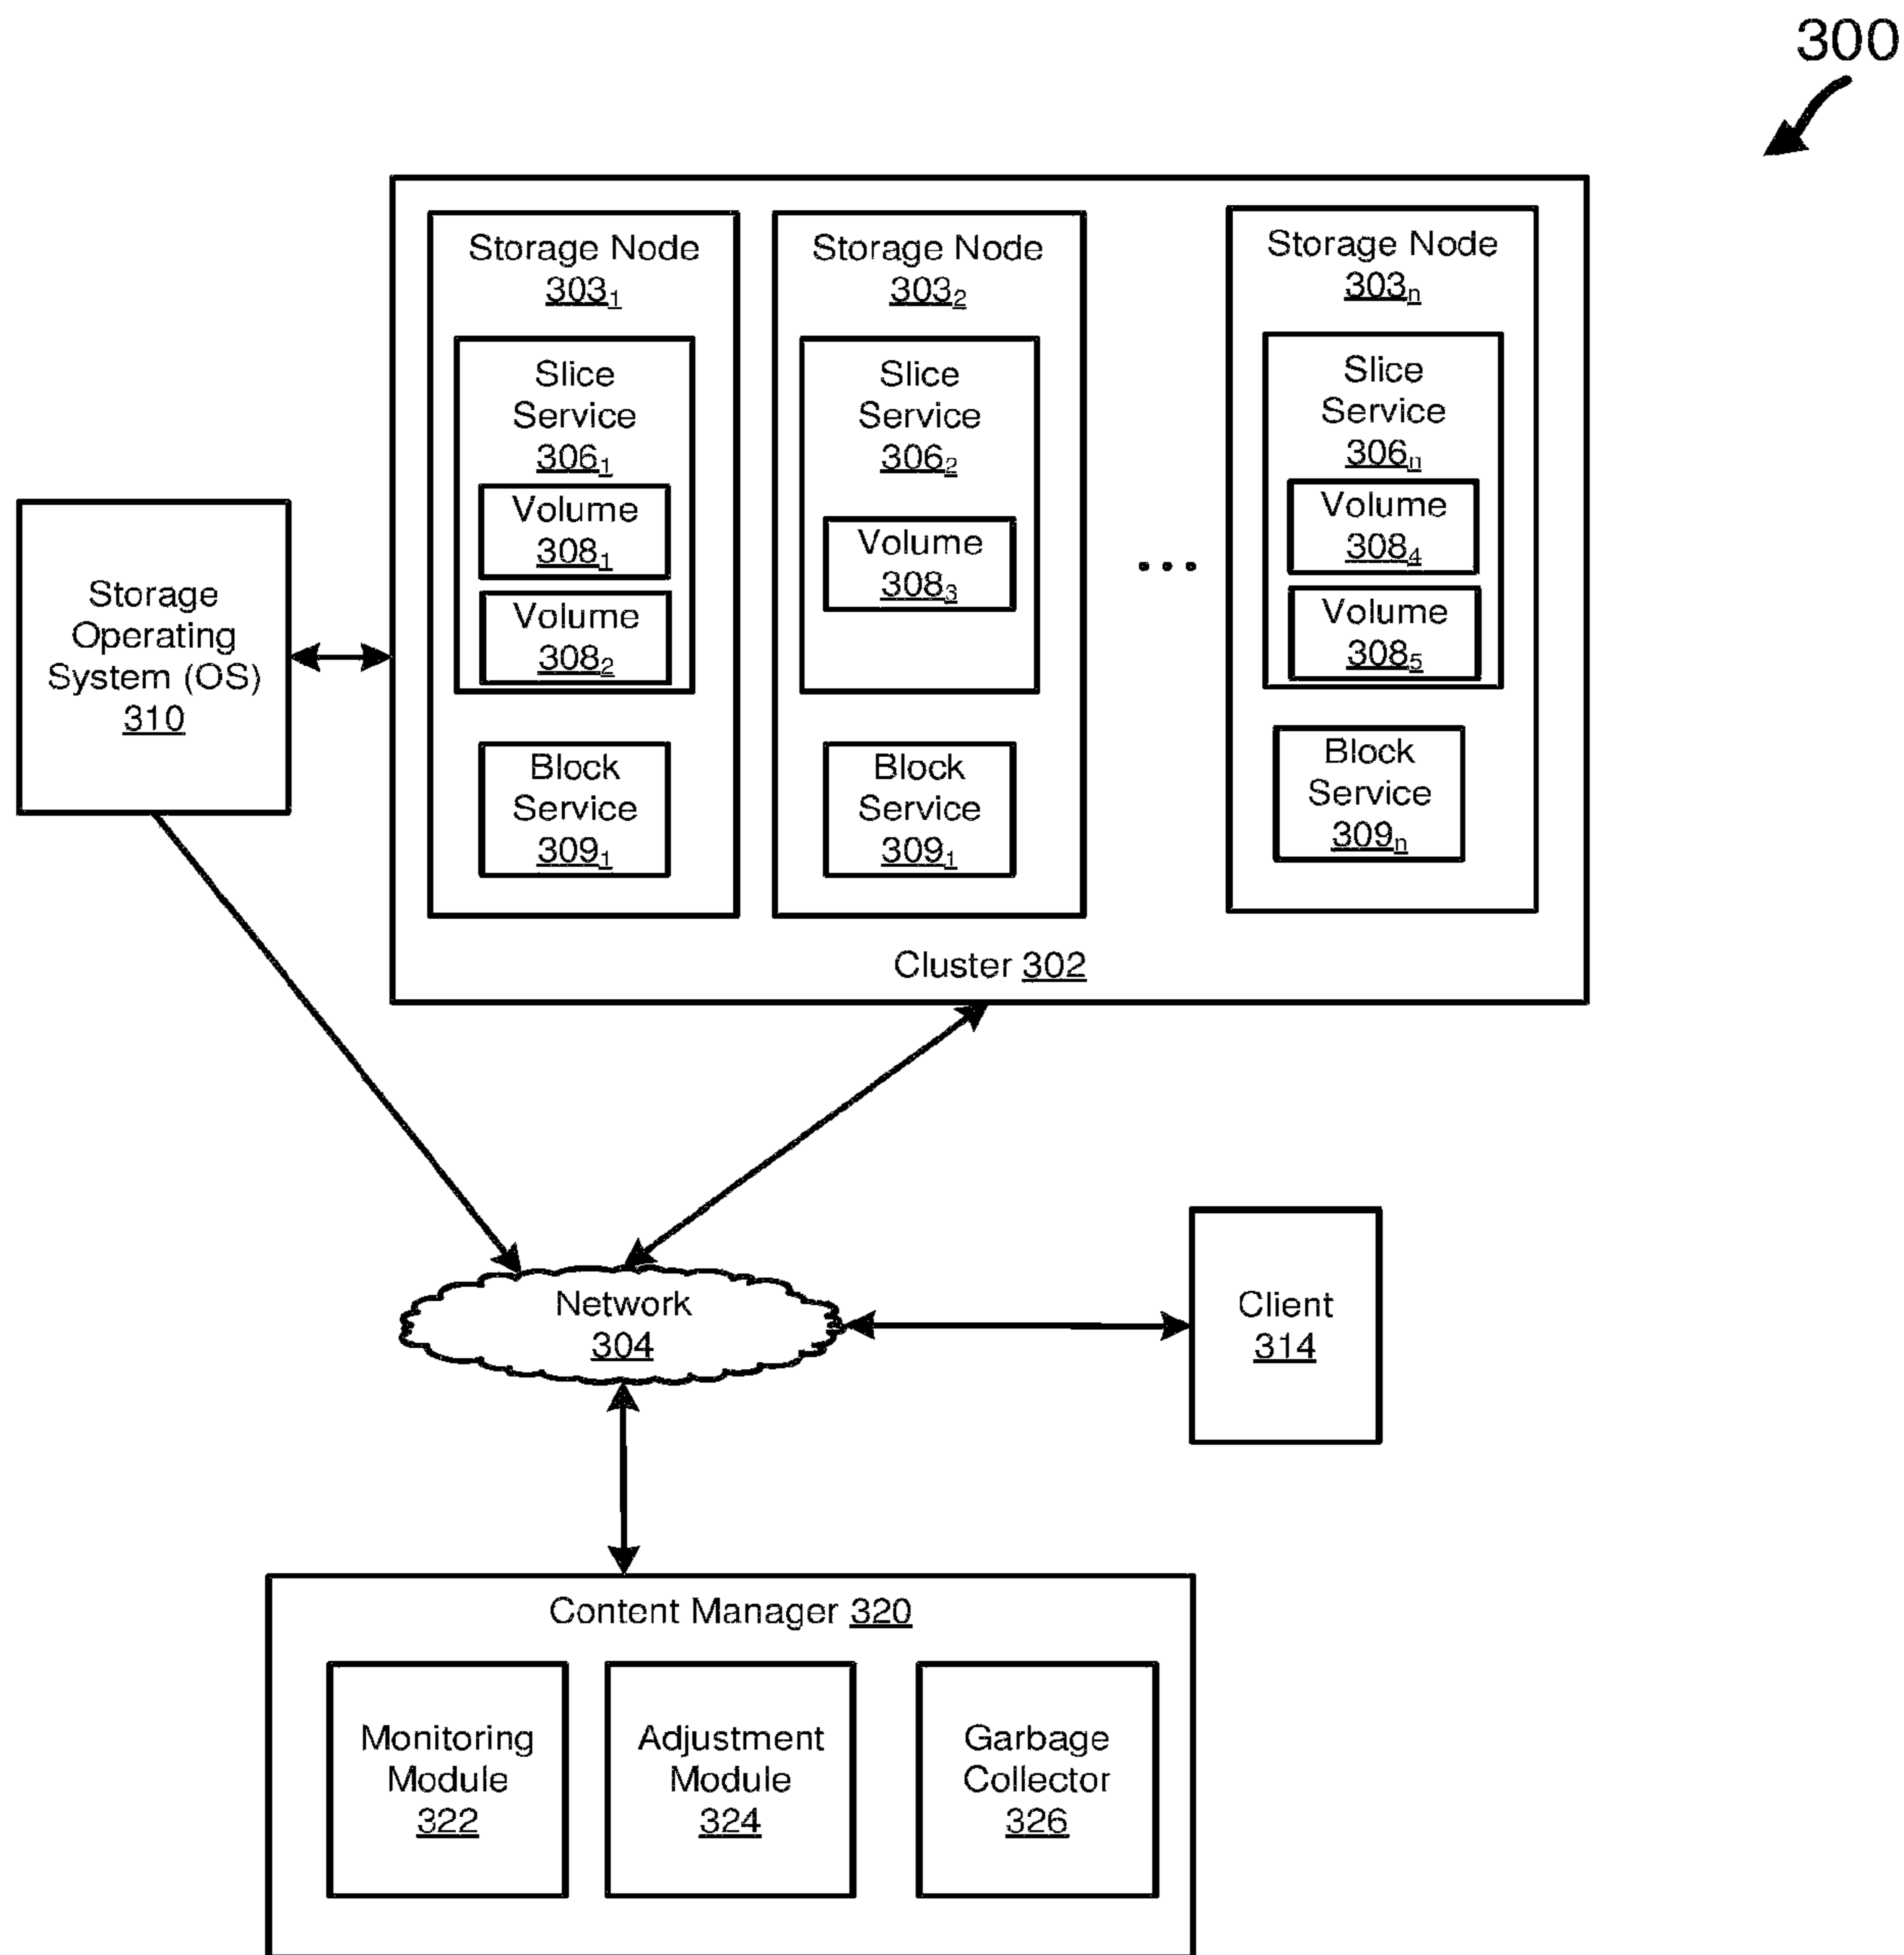 300
Storage Node
303₁
Slice
Service
306₁
Volume
308₁
Volume
308₂
Block
Service
309₁
Storage Node
303₂
Slice
Service
306₂
Volume
308₃
Block
Service
309₁
...
Storage Node
303ₙ
Slice
Service
306ₙ
Volume
308₄
Volume
308₅
Block
Service
309ₙ
Cluster 302
Storage
Operating
System (OS)
310
Network
304
Client
314
Content Manager 320
Monitoring
Module
322
Adjustment
Module
324
Garbage
Collector
326